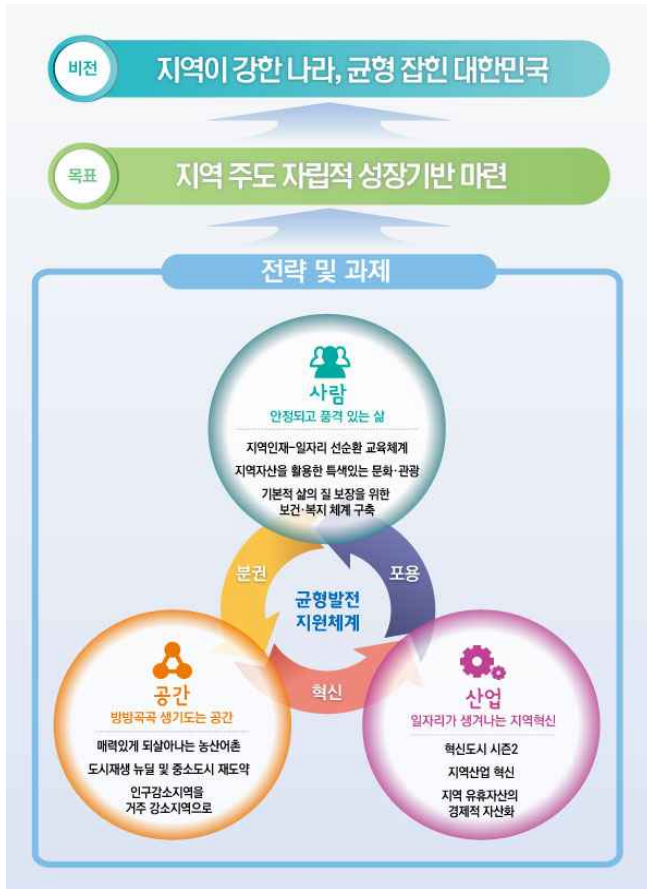 비전
지역이 강한 나라, 균형 잡힌 대한민국
목표
지역 주도 자립적 성장기반 마련
전략 및 과제
사람
안정되고 품격 있는 삶
지역인재-일자리 선순환 교육체계
지역자산을 활용한 특색있는 문화·관광
기본적 삶의 질 보장을 위한
보건·복지 체계 구축
분권
포용
균형발전
지원체계
혁신
공간
방방곡곡 생기도는 공간
매력있게 되살아나는 농산어촌
도시재생 뉴딜 및 중소도시 재도약
인구감소지역을
거주 강소지역으로
산업
일자리가 생겨나는 지역혁신
혁신도시 시즌2
지역산업 혁신
지역 유휴자산의
경제적 자산화